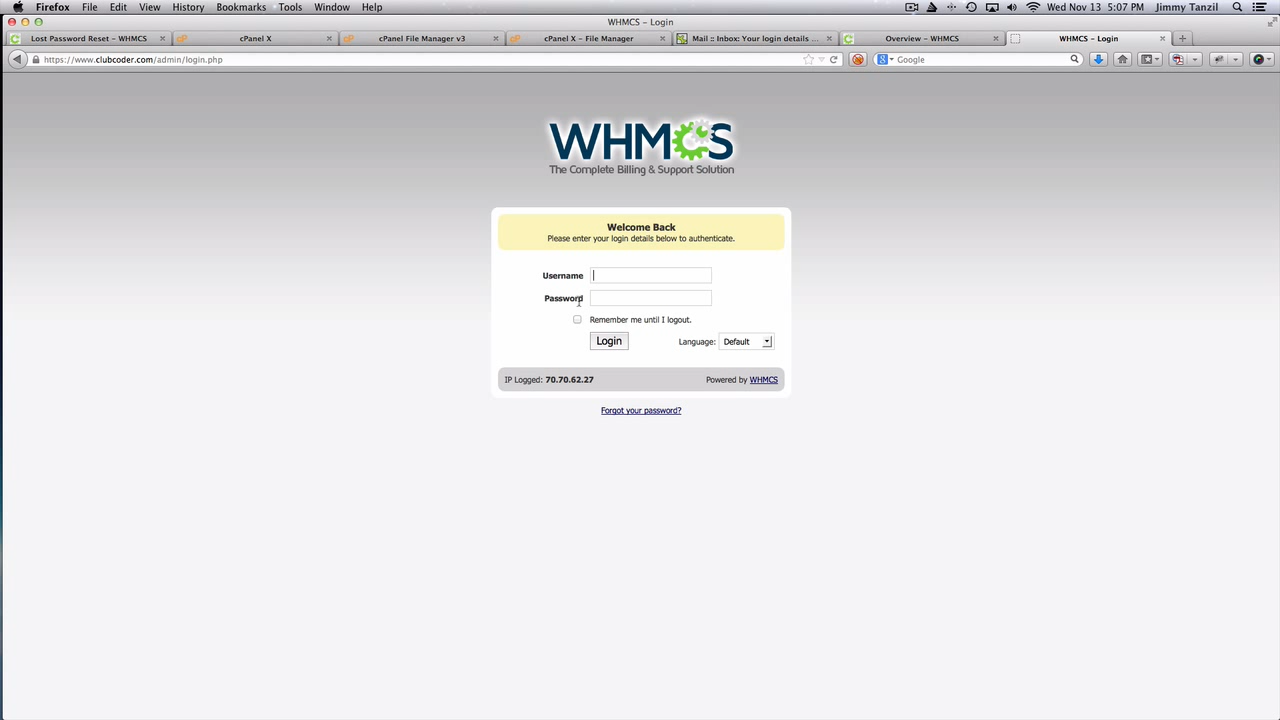 Firefox File Edit View History Bookmarks Tools Window Help Wed Nov 13 5:07 PM Jimmy Tanzil
WHMCS - Login
Lost Password Reset - WHMCS cPanel X cPanel File Manager v3 cPanel X - File Manager Mail :: Inbox: Your login details ... Overview - WHMCS WHMCS - Login
https://www.clubcoder.com/admin/login.php Google
WHMCS
The Complete Billing & Support Solution
Welcome Back
Please enter your login details below to authenticate.
Username
Password
Remember me until I logout.
Login Language: Default
IP Logged: 70.70.62.27 Powered by WHMCS
Forgot your password?